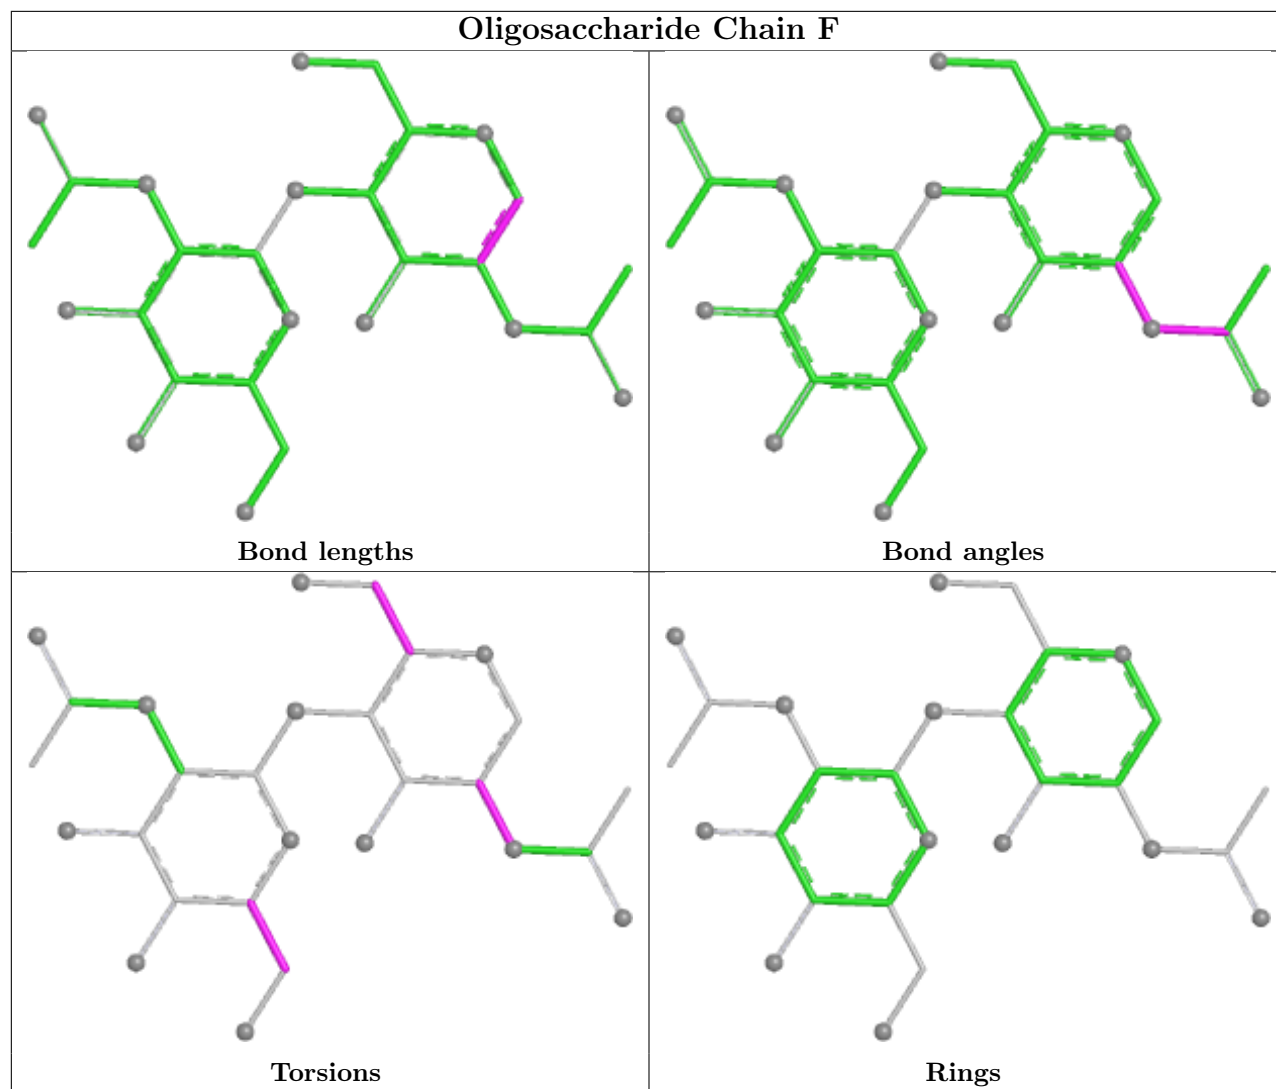 Oligosaccharide Chain F
Bond lengths
Bond angles
Torsions
Rings